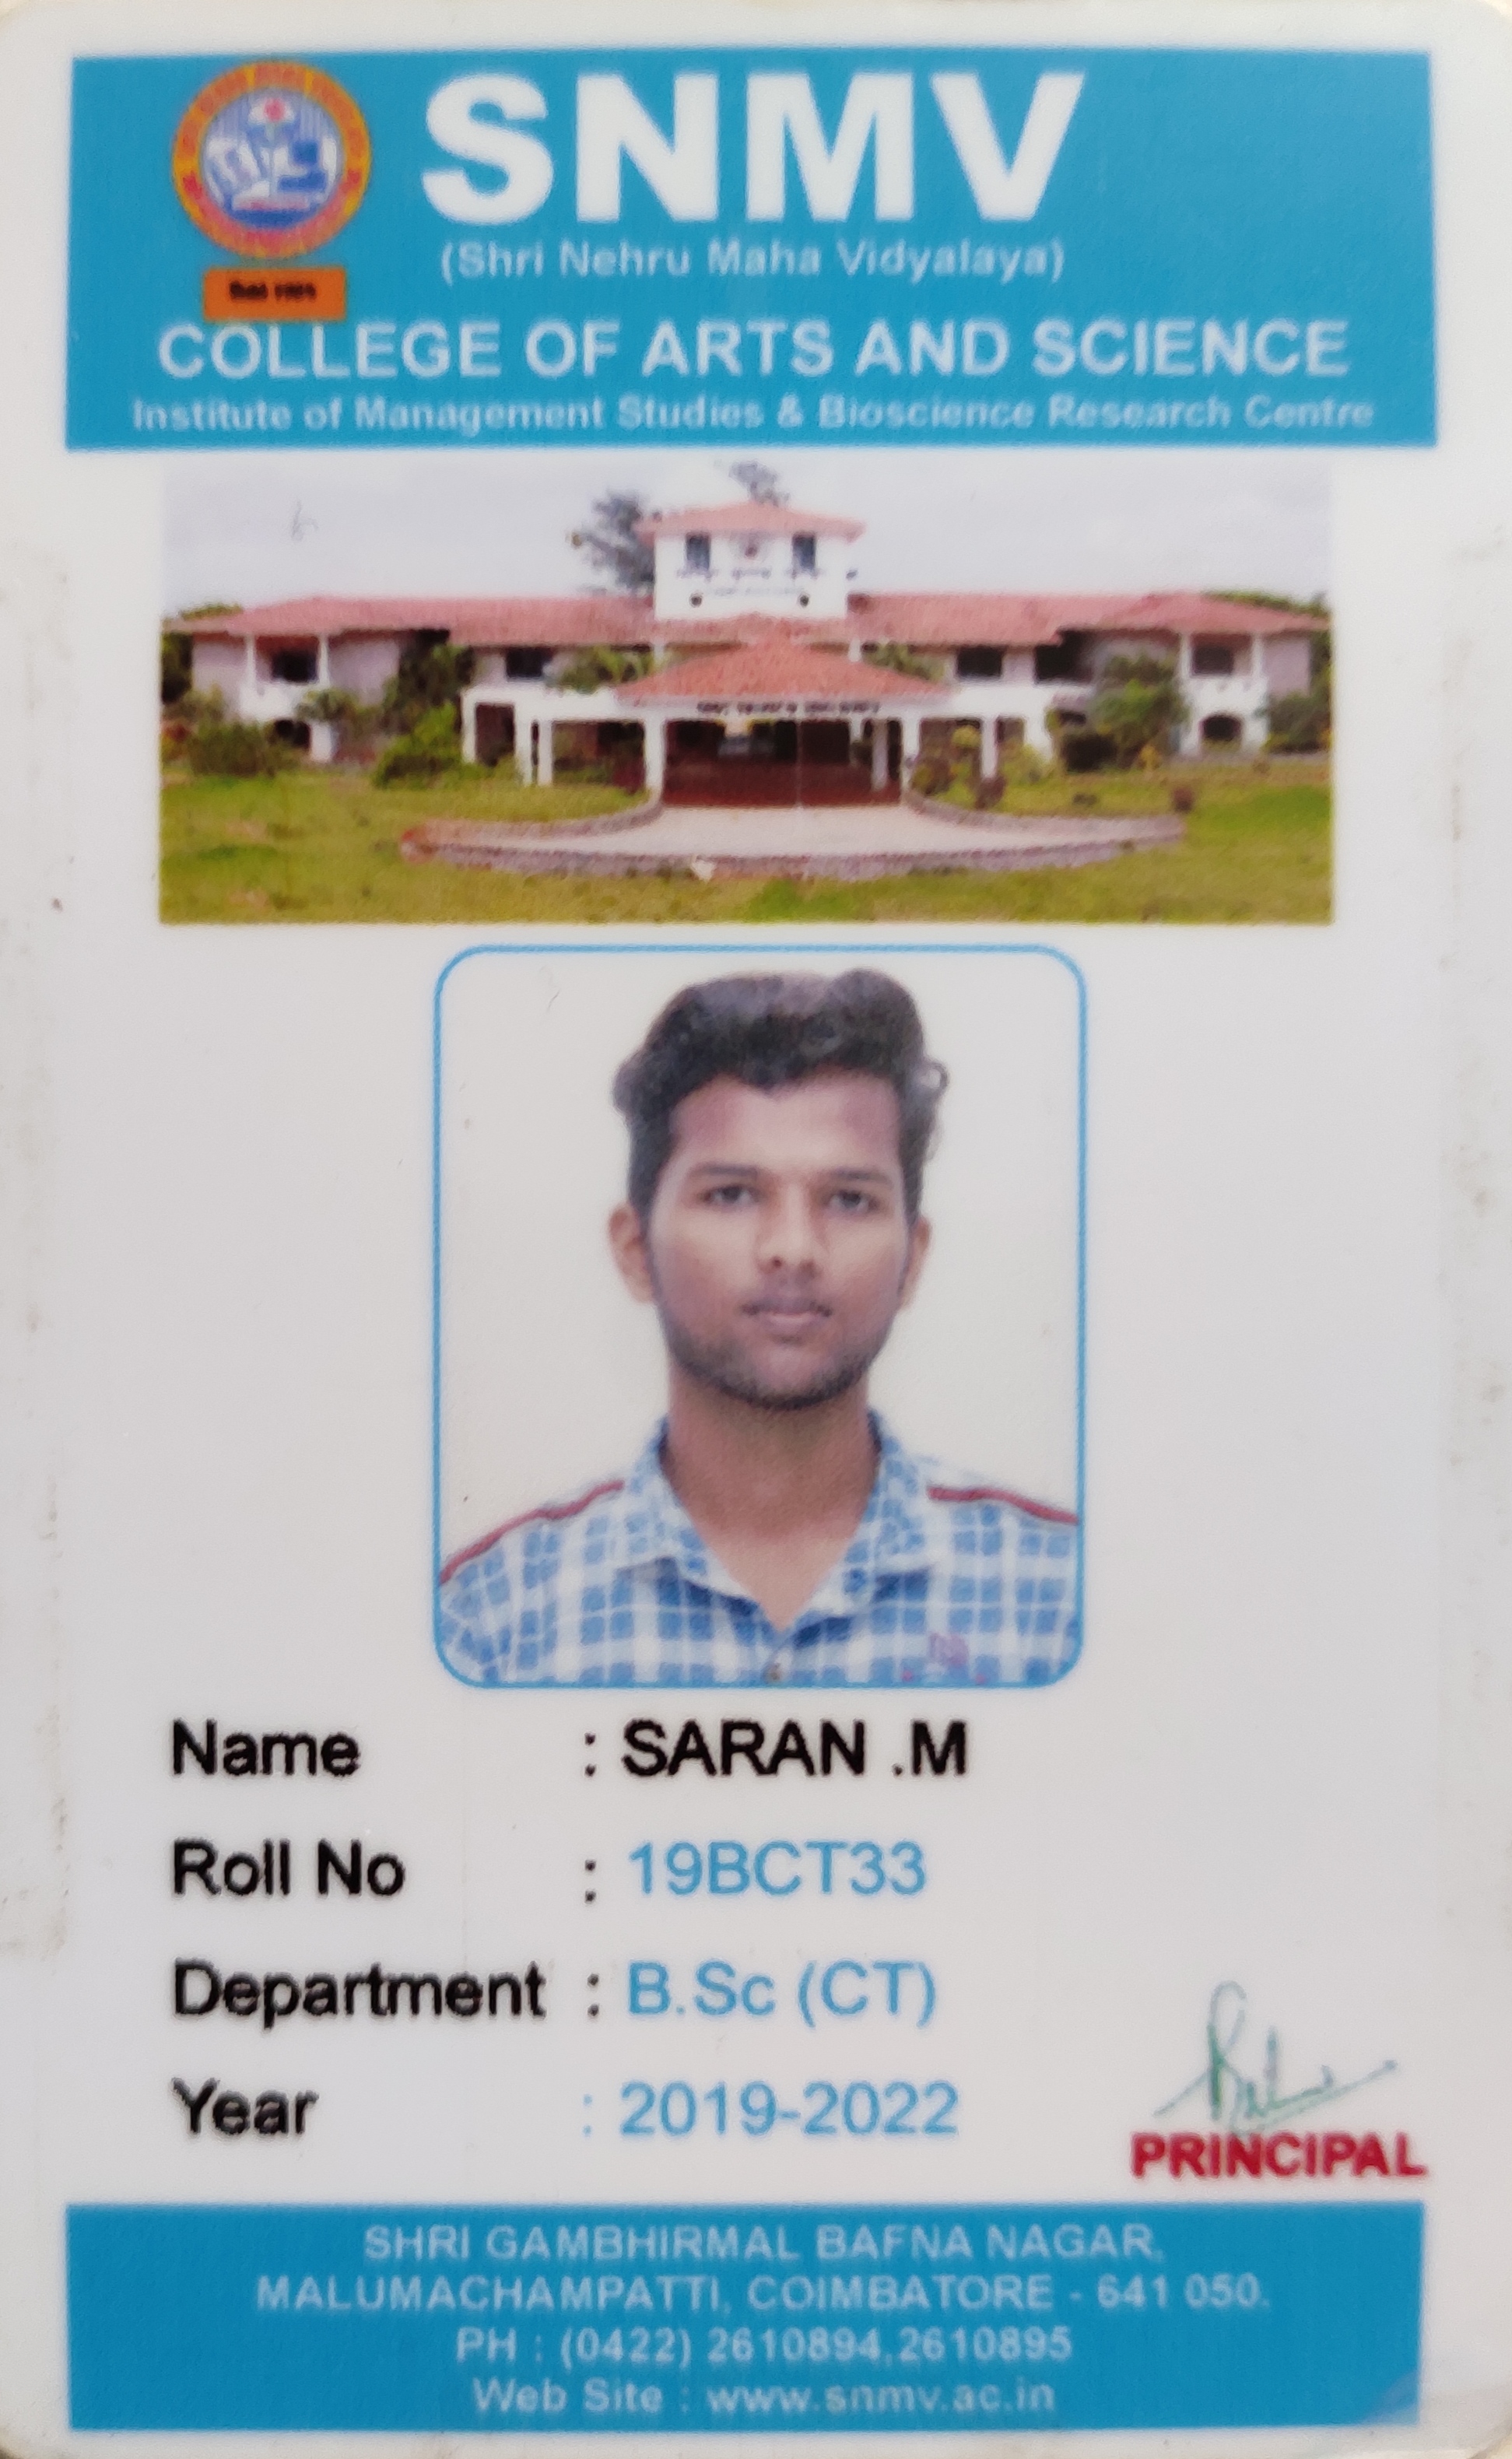 SNMV
(Shri Nehru Maha Vidyalaya)
COLLEGE OF ARTS AND SCIENCE
Institute of Management Studies & Bioscience Research Centre
Name : SARAN .M
Roll No : 19BCT33
Department : B.Sc (CT)
Year : 2019-2022
PRINCIPAL
SHRI GAMBHIRMAL BAFNA NAGAR,
MALUMACHAMPATTI, COIMBATORE - 641 050.
PH : (0422) 2610894,2610895
Web Site : www.snmv.ac.in